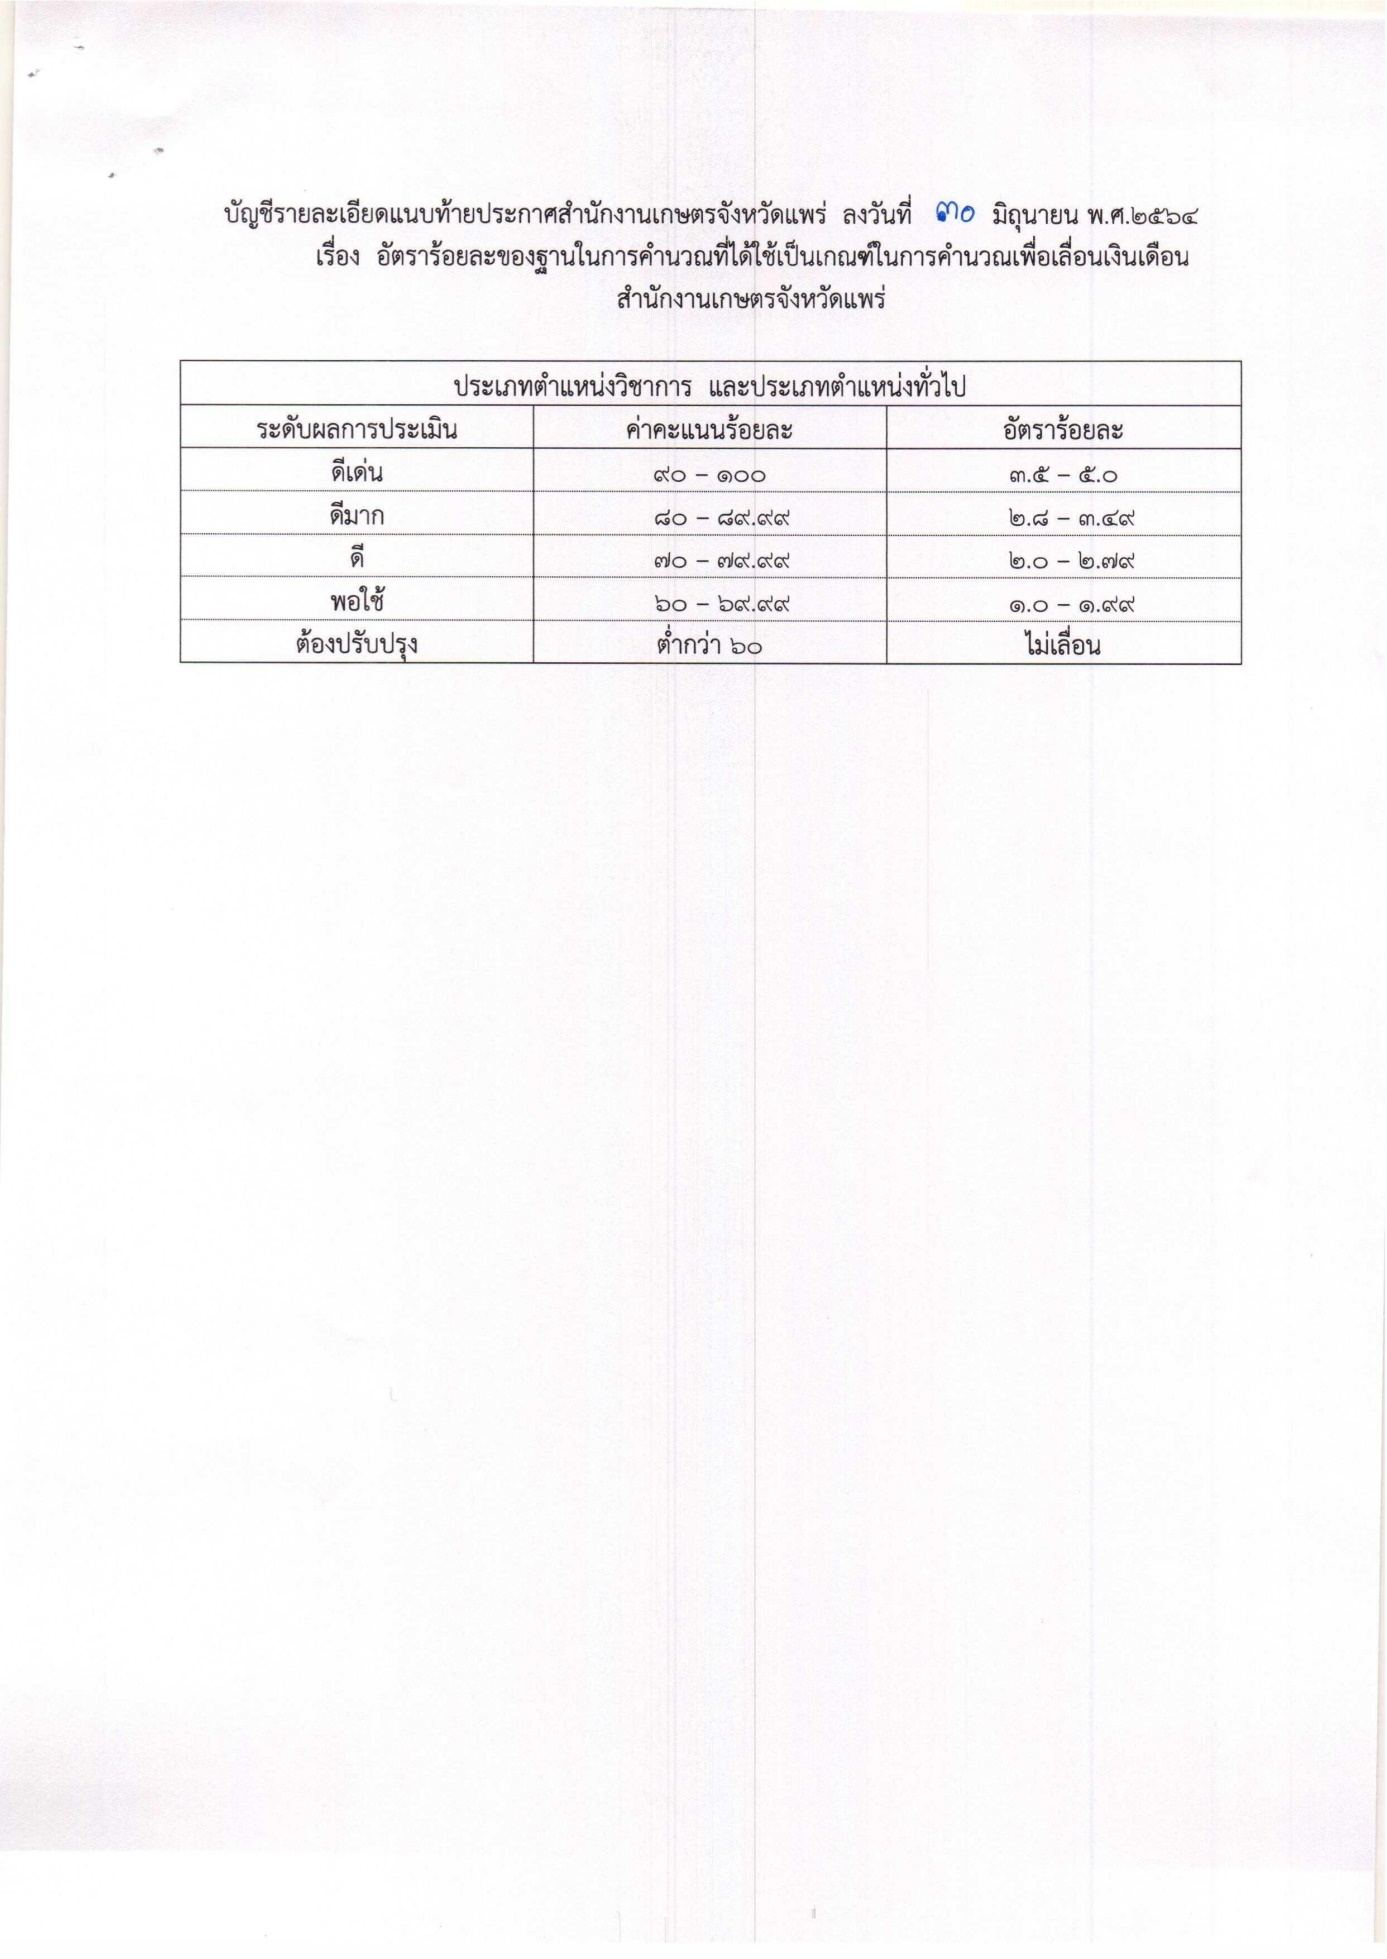 บัญชีรายละเอียดแนบท้ายประกาศสำนักงานเกษตรจังหวัดแพร่ ลงวันที่ ๓๐ มิถุนายน พ.ศ.๒๕๖๔
เรื่อง อัตราร้อยละของฐานในการคำนวณที่ได้ใช้เป็นเกณฑ์ในการคำนวณเพื่อเลื่อนเงินเดือน
สำนักงานเกษตรจังหวัดแพร่
ประเภทตำแหน่งวิชาการ และประเภทตำแหน่งทั่วไป
ระดับผลการประเมิน ค่าคะแนนร้อยละ อัตราร้อยละ
ดีเด่น ๙๐ – ๑๐๐ ๓.๕ – ๕.๐
ดีมาก ๘๐ – ๘๙.๙๙ ๒.๘ – ๓.๔๙
ดี ๗๐ – ๗๙.๙๙ ๒.๐ – ๒.๗๙
พอใช้ ๖๐ – ๖๙.๙๙ ๑.๐ – ๑.๙๙
ต้องปรับปรุง ต่ำกว่า ๖๐ ไม่เลื่อน